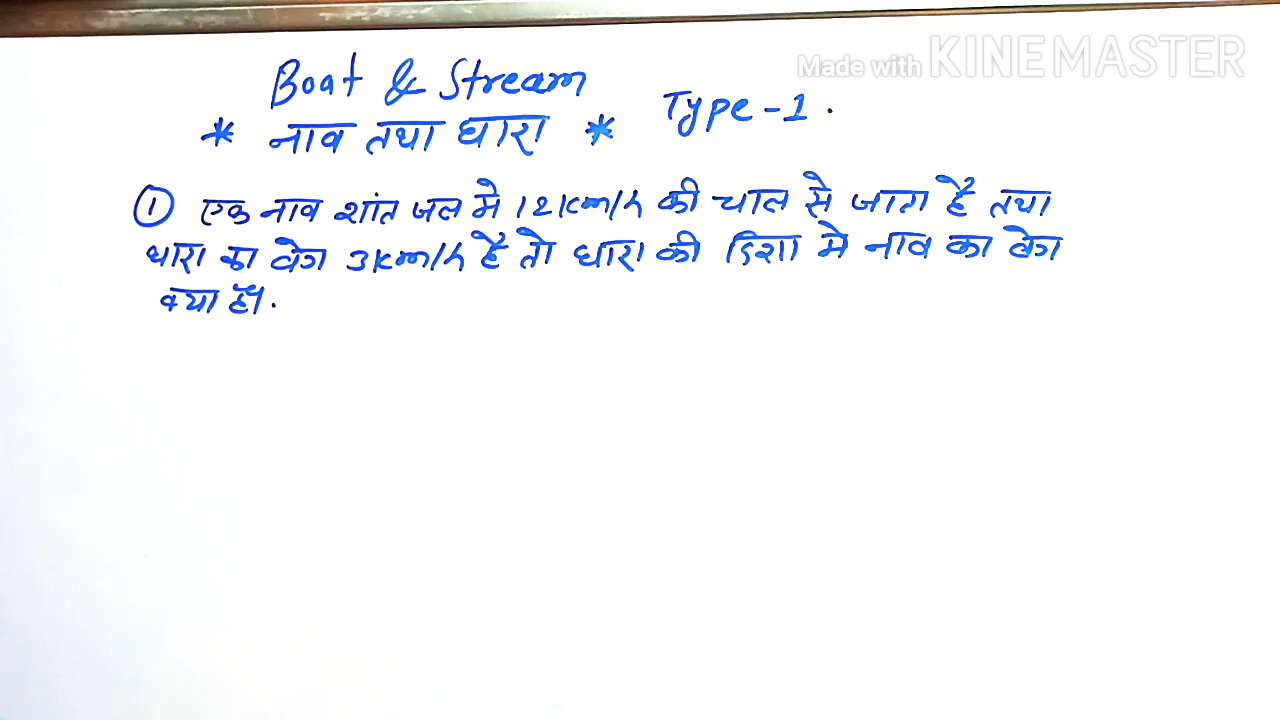 Made with KINEMASTER
Boat & Stream
* नाव तथा धारा * Type-1.
① एक नाव शांत जल मे 12km/h की चाल से जाता है तथा
धारा का वेग 3km/h है तो धारा की दिशा मे नाव का वेग
क्या है।.